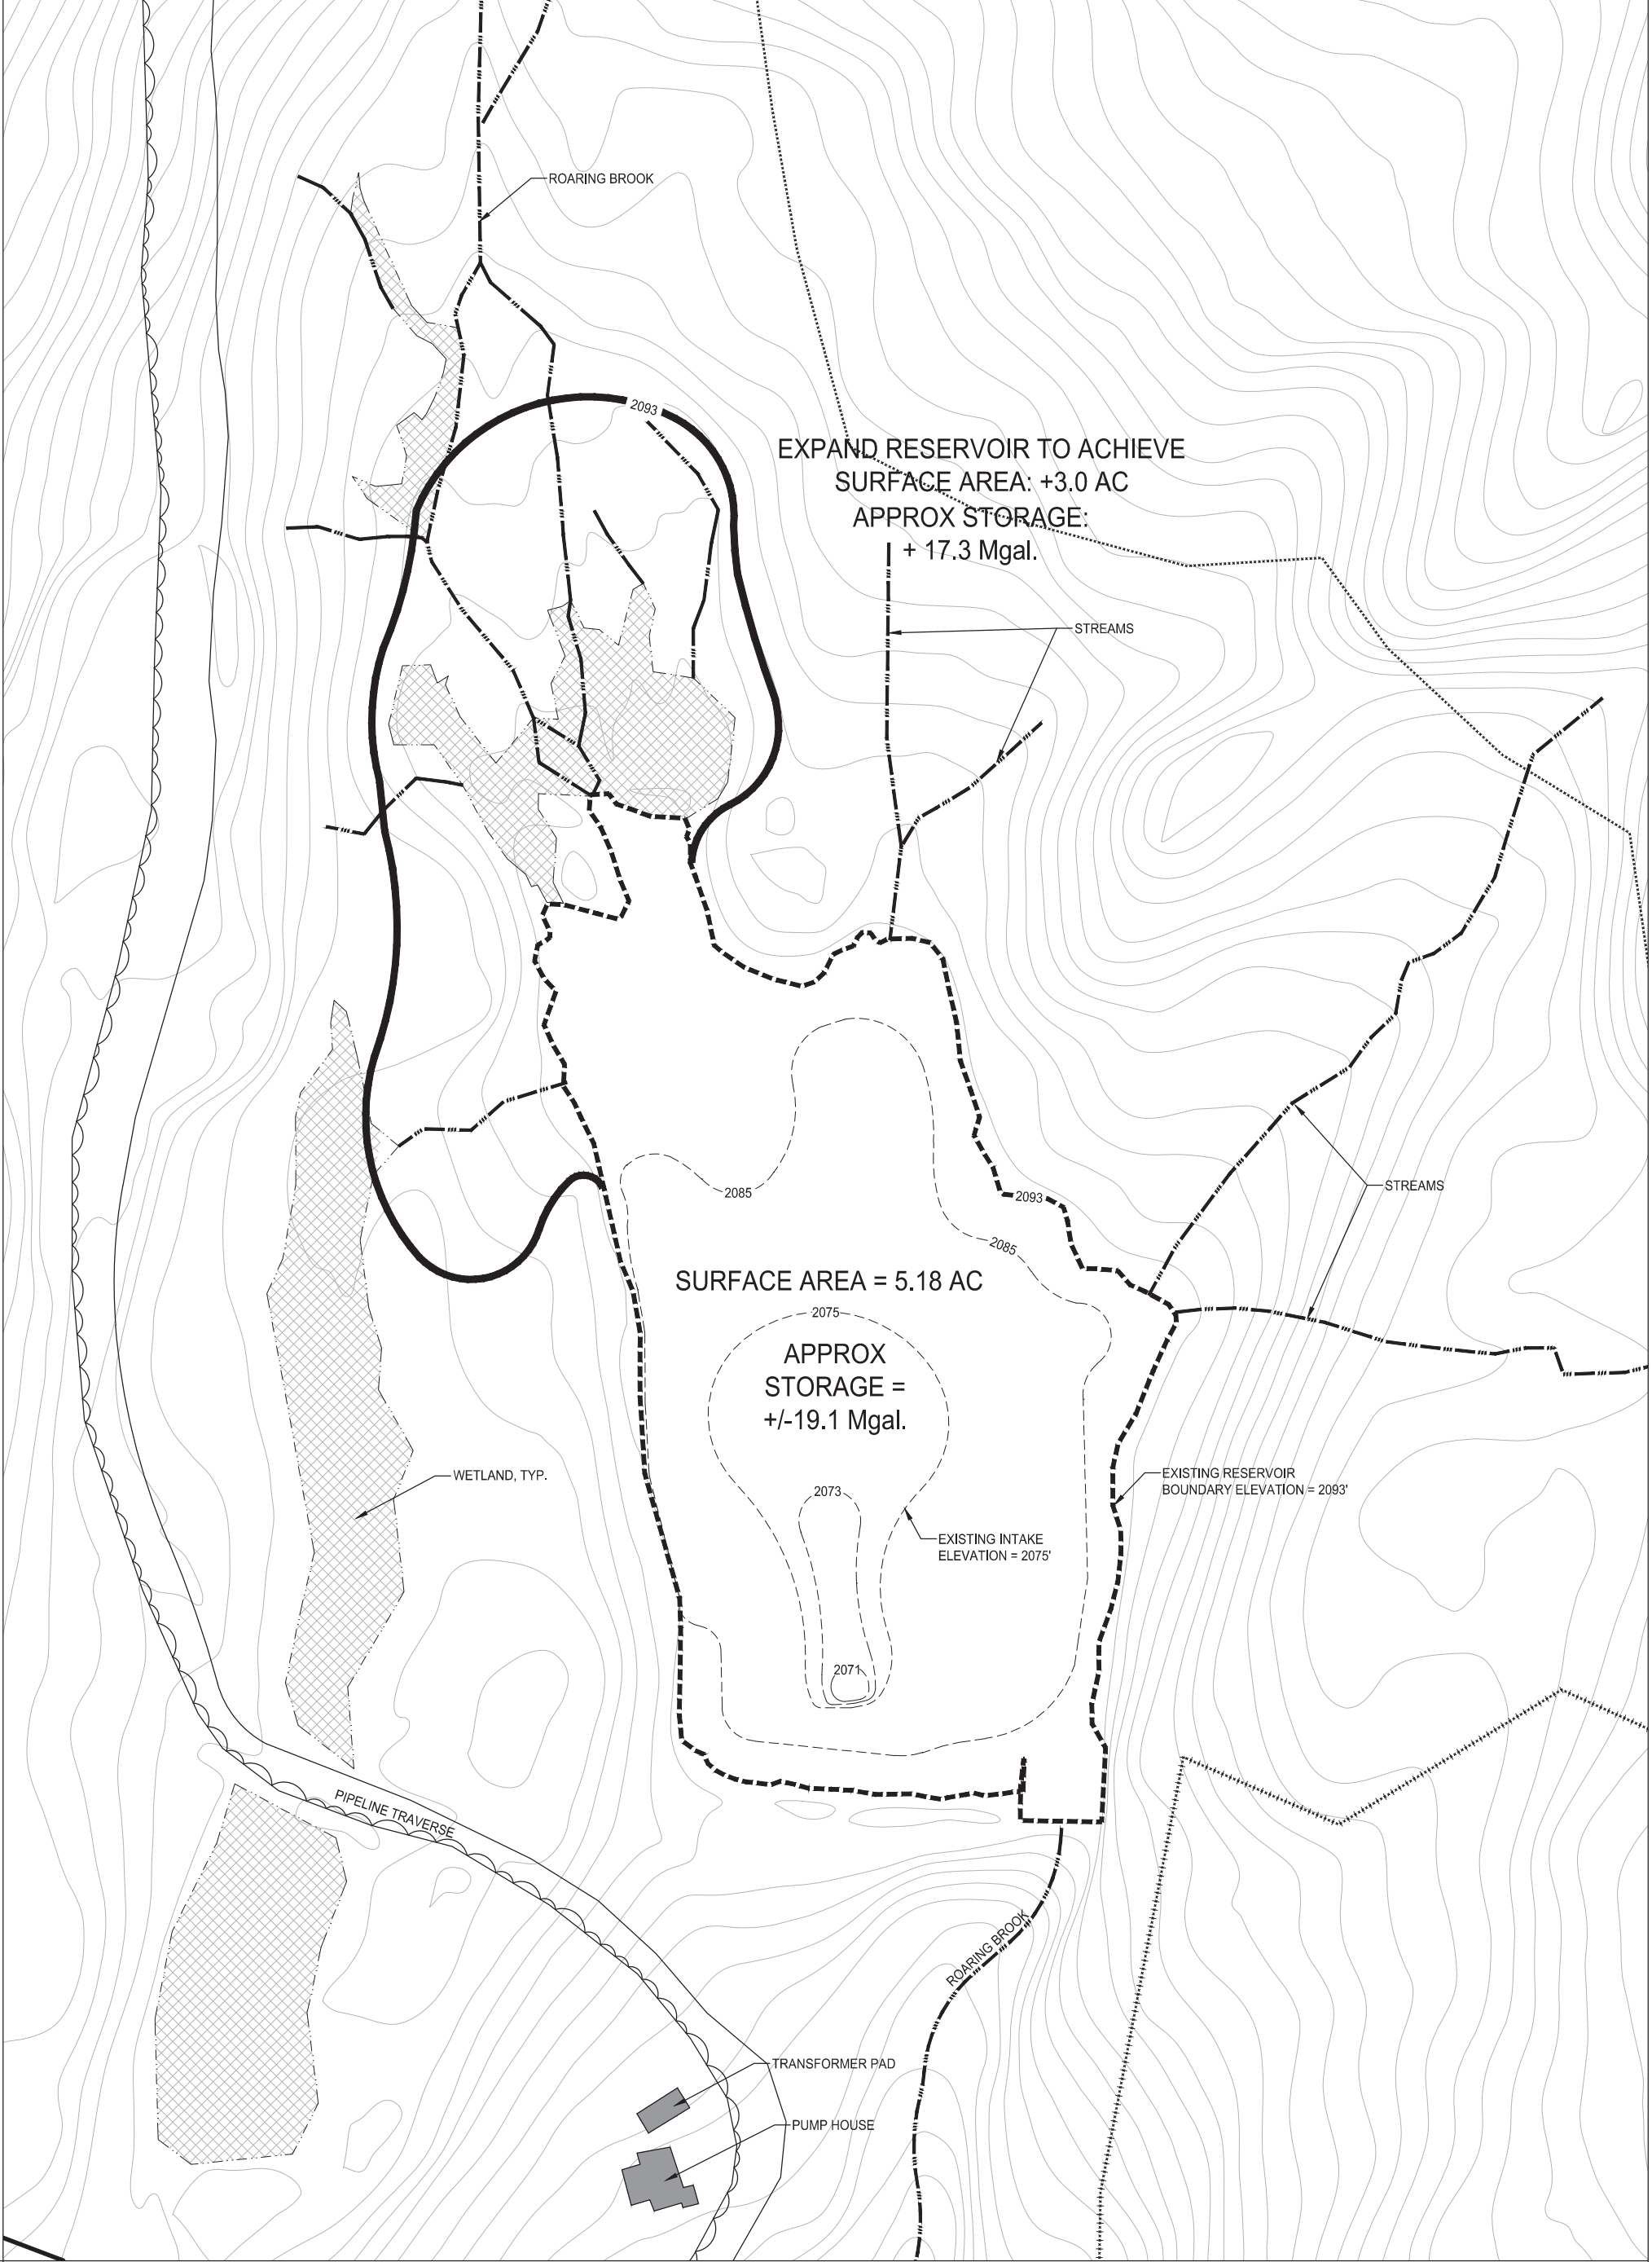 ROARING BROOK
2093
EXPAND RESERVOIR TO ACHIEVE
SURFACE AREA: +3.0 AC
APPROX STORAGE:
+ 17.3 Mgal.
STREAMS
2085
2093
STREAMS
2085
SURFACE AREA = 5.18 AC
2075
APPROX
STORAGE =
+/-19.1 Mgal.
WETLAND, TYP.
EXISTING RESERVOIR
BOUNDARY ELEVATION = 2093'
2073
EXISTING INTAKE
ELEVATION = 2075'
2071
PIPELINE TRAVERSE
ROARING BROOK
TRANSFORMER PAD
PUMP HOUSE